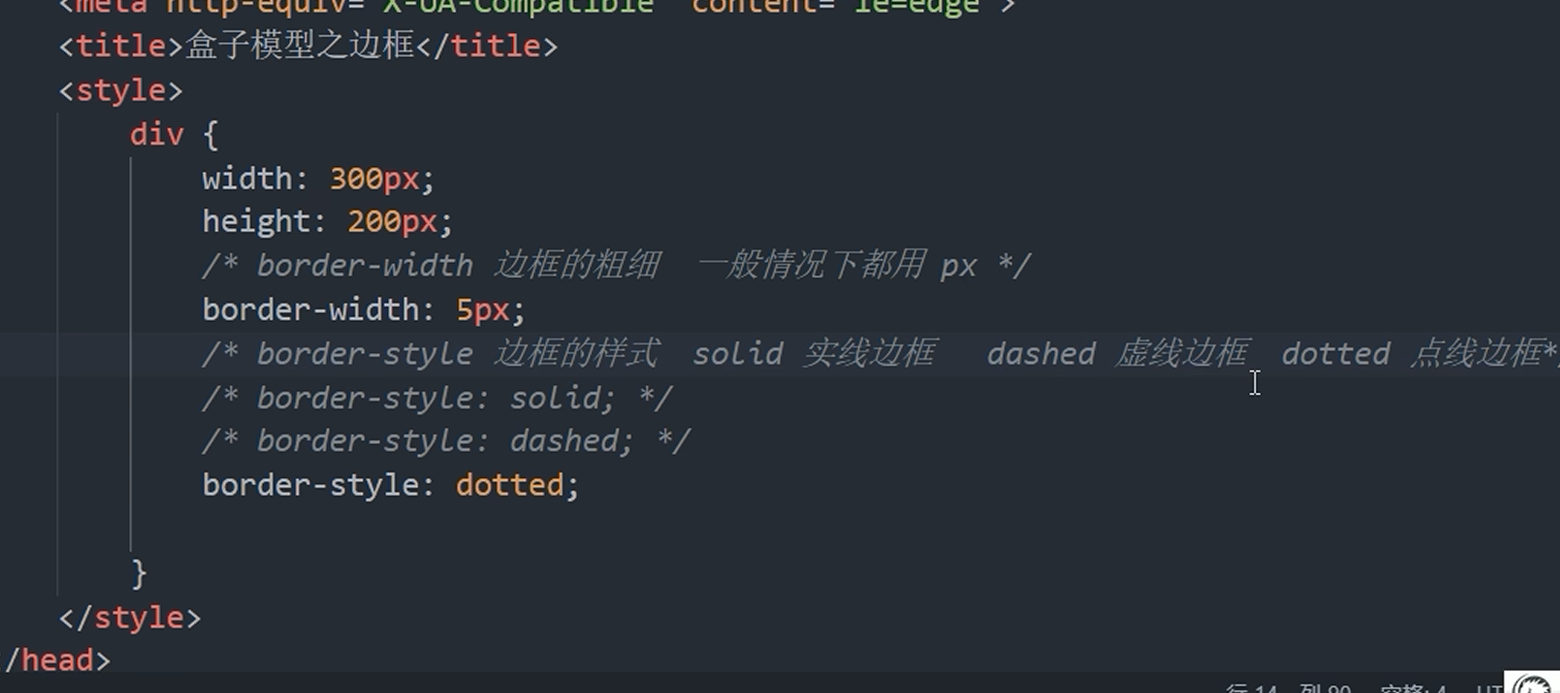 <meta http-equiv="X-UA-Compatible" content="ie=edge">
<title>盒子模型之边框</title>
<style>
div {
width: 300px;
height: 200px;
/* border-width 边框的粗细  一般情况下都用 px */
border-width: 5px;
/* border-style 边框的样式  solid 实线边框   dashed 虚线边框  dotted 点线边框*/
/* border-style: solid; */
/* border-style: dashed; */
border-style: dotted;
}
</style>
/head>
行 14, 列 90 空格: 4